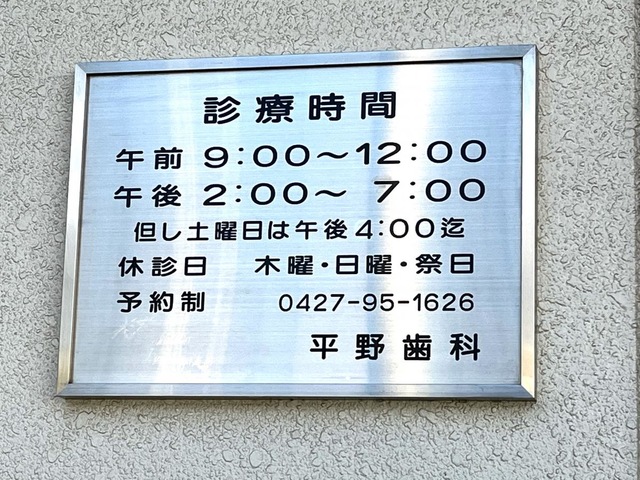 診療時間
午前 9:00〜12:00
午後 2:00〜 7:00
但し土曜日は午後4:00迄
休診日 木曜・日曜・祭日
予約制 0427-95-1626
平野歯科